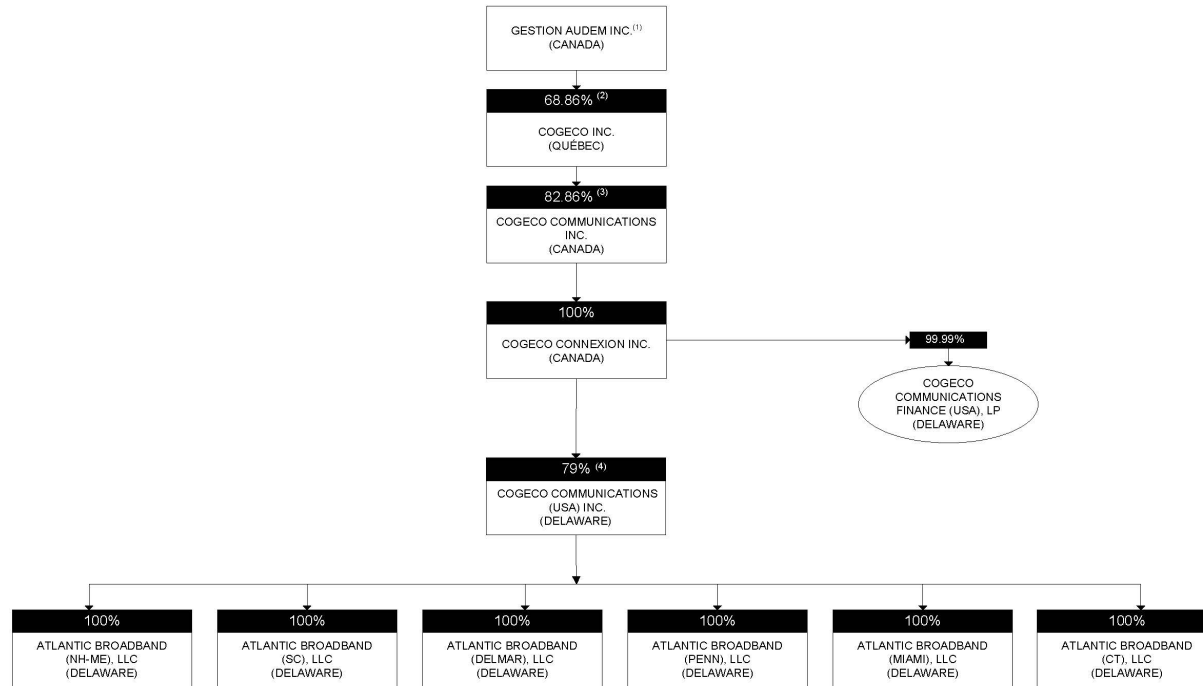 GESTION AUDEM INC.(1)
(CANADA)
68.86% (2)
COGECO INC.
(QUÉBEC)
82.86% (3)
COGECO COMMUNICATIONS
INC.
(CANADA)
100%
COGECO CONNEXION INC.
(CANADA)
99.99%
COGECO
COMMUNICATIONS
FINANCE (USA), LP
(DELAWARE)
79% (4)
COGECO COMMUNICATIONS
(USA) INC.
(DELAWARE)
100%
ATLANTIC BROADBAND
(NH-ME), LLC
(DELAWARE)
100%
ATLANTIC BROADBAND
(SC), LLC
(DELAWARE)
100%
ATLANTIC BROADBAND
(DELMAR), LLC
(DELAWARE)
100%
ATLANTIC BROADBAND
(PENN), LLC
(DELAWARE)
100%
ATLANTIC BROADBAND
(MIAMI), LLC
(DELAWARE)
100%
ATLANTIC BROADBAND
(CT), LLC
(DELAWARE)